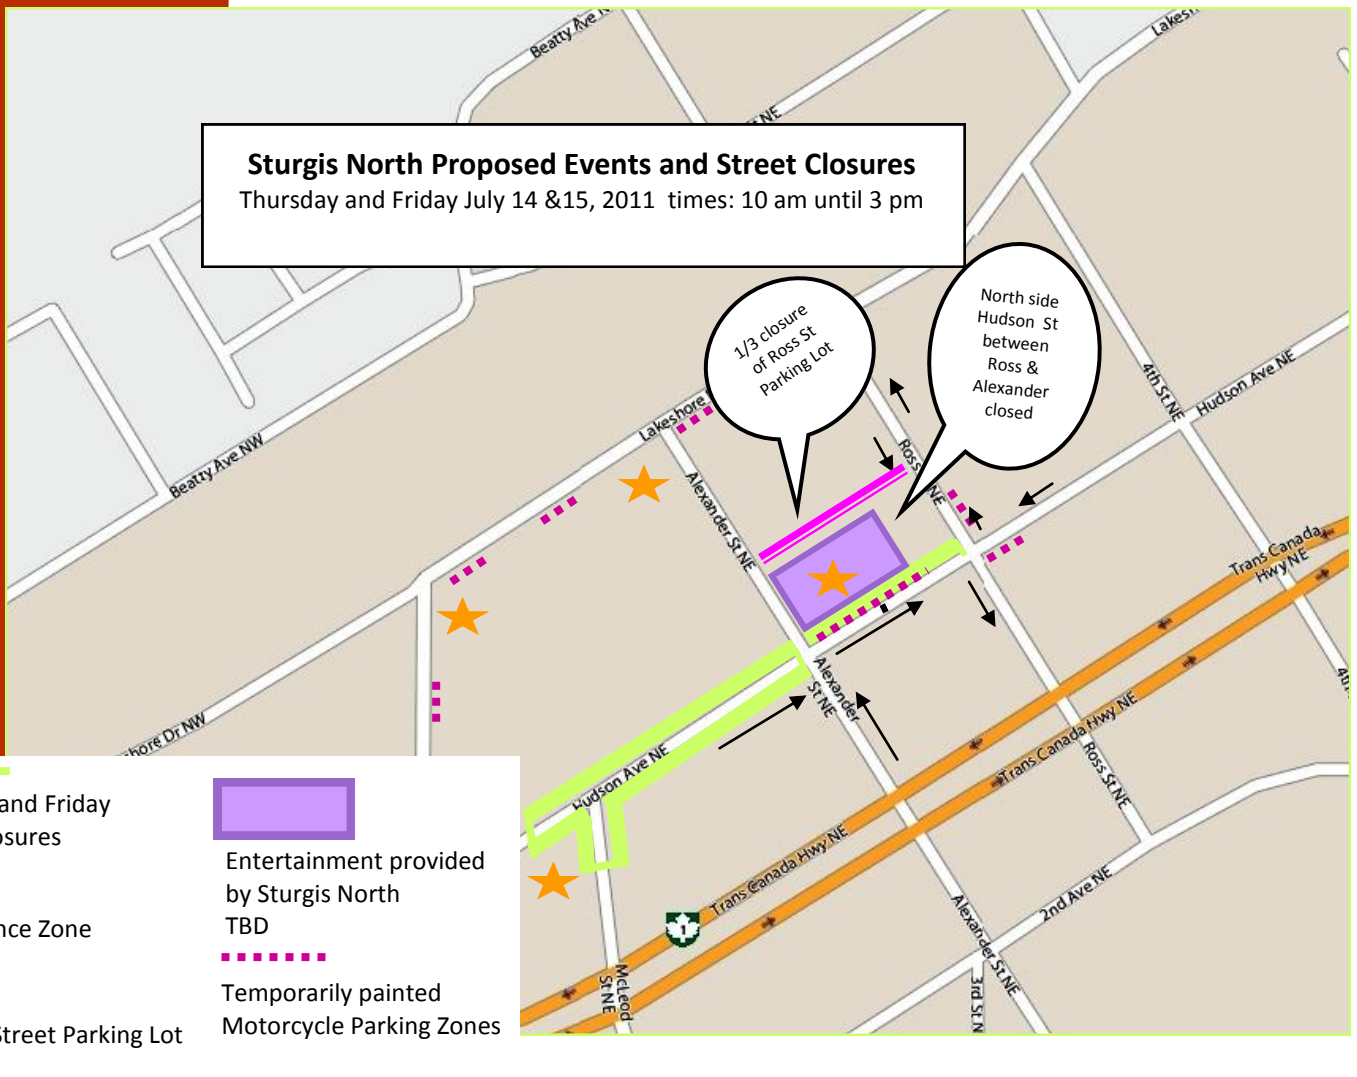 Beatty Ave N
Lakes
St NE
Sturgis North Proposed Events and Street Closures
Thursday and Friday July 14 &15, 2011  times: 10 am until 3 pm
1/3 closure
of Ross St
Parking Lot
North side
Hudson  St
between
Ross &
Alexander
closed
4th St NE
Hudson Ave NE
Lakeshore
Ross
NE
Beatty Ave NW
Alexander St NE
Trans Canada
Hwy NE
Alexander
St NE
4th
shore Dr NW
Hudson Ave NE
Trans Canada Hwy NE
Ross St NE
Trans Canada Hwy NE
1
2nd Ave NE
Alexander St NE
McLeod
St NE
3rd St N
and Friday
osures
nce Zone
Street Parking Lot
Entertainment provided
by Sturgis North
TBD
Temporarily painted
Motorcycle Parking Zones